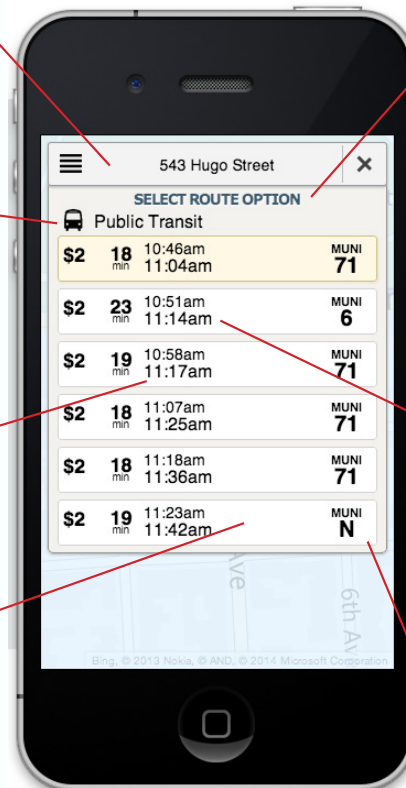 543 Hugo Street ×
SELECT ROUTE OPTION
Public Transit
$2 18 min 10:46am 11:04am MUNI 71
$2 23 min 10:51am 11:14am MUNI 6
$2 19 min 10:58am 11:17am MUNI 71
$2 18 min 11:07am 11:25am MUNI 71
$2 18 min 11:18am 11:36am MUNI 71
$2 19 min 11:23am 11:42am MUNI N
Ave
6th Av
Bing, © 2013 Nokia, © AND, © 2014 Microsoft Corporation